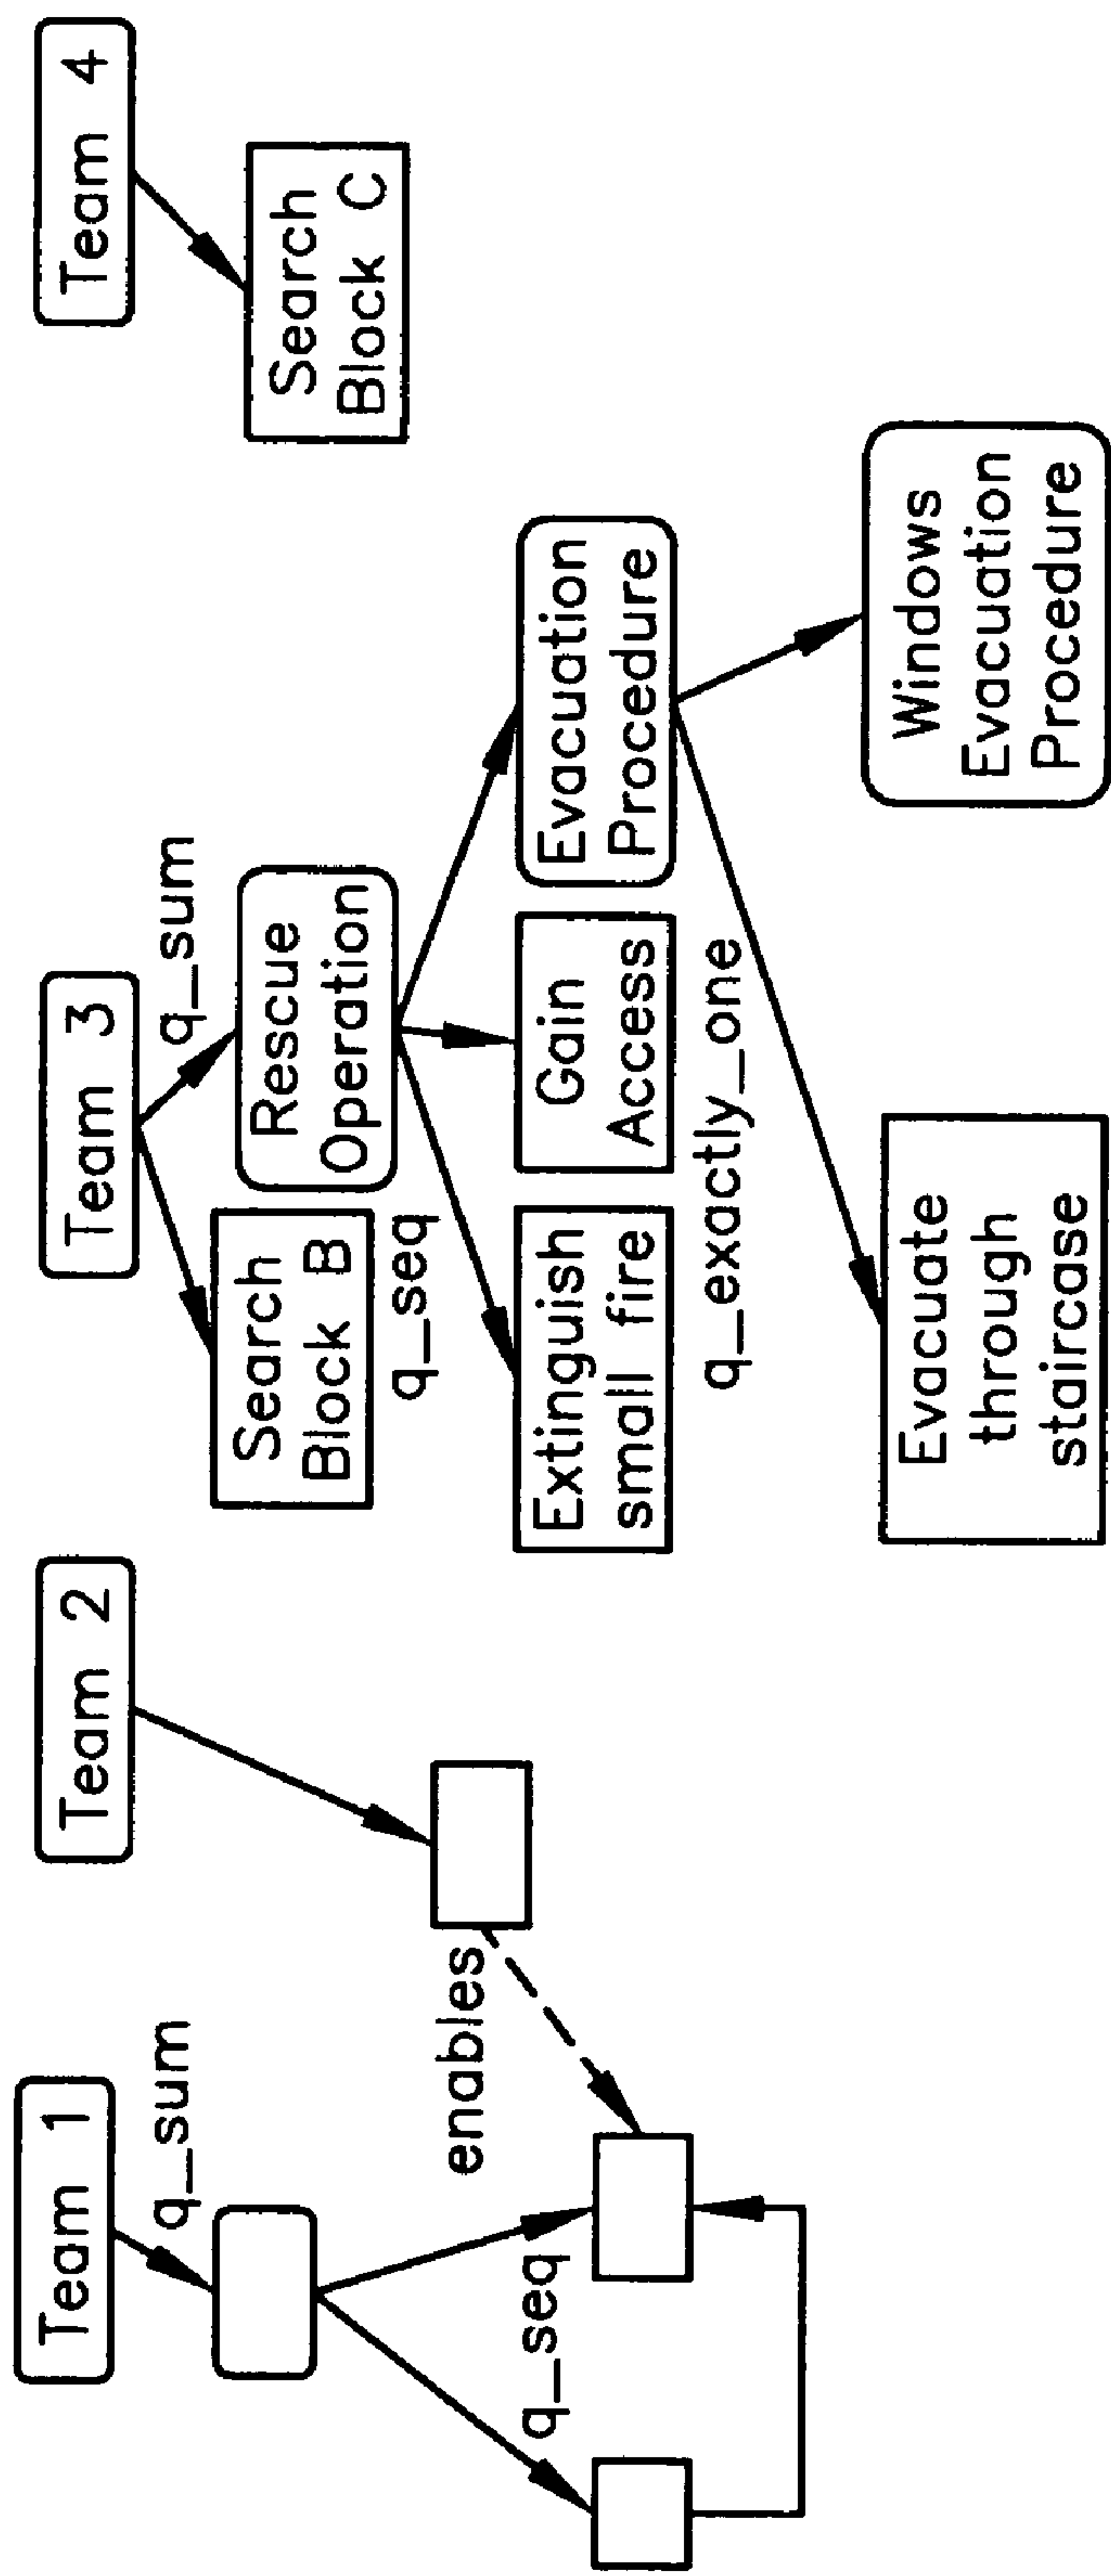 Team 1
Team 2
Team 3
Team 4
q_sum
q_sum
Search
Block B
Rescue
Operation
Search
Block C
q_seq
enables
q_seq
Extinguish
small fire
Gain
Access
Evacuation
Procedure
q_exactly_one
Evacuate
through
staircase
Windows
Evacuation
Procedure